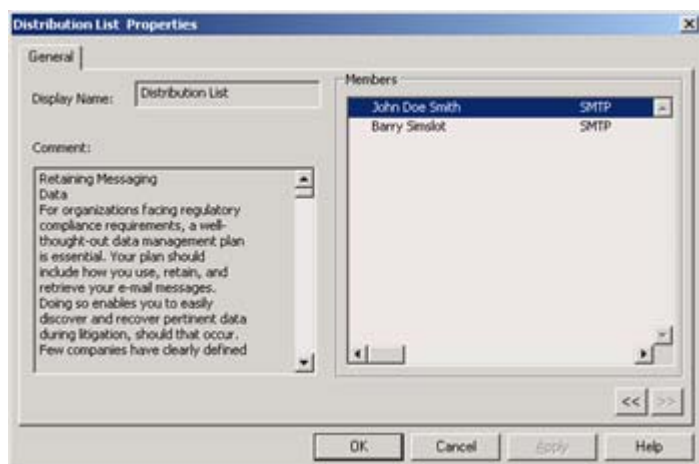 Distribution List Properties
General
Display Name: Distribution List
Comment:
Retaining Messaging
Data
For organizations facing regulatory
compliance requirements, a well-
thought-out data management plan
is essential. Your plan should
include how you use, retain, and
retrieve your e-mail messages.
Doing so enables you to easily
discover and recover pertinent data
during litigation, should that occur.
Few companies have clearly defined
Members
John Doe Smith SMTP
Barry Simslot SMTP
<< >>
OK Cancel Apply Help